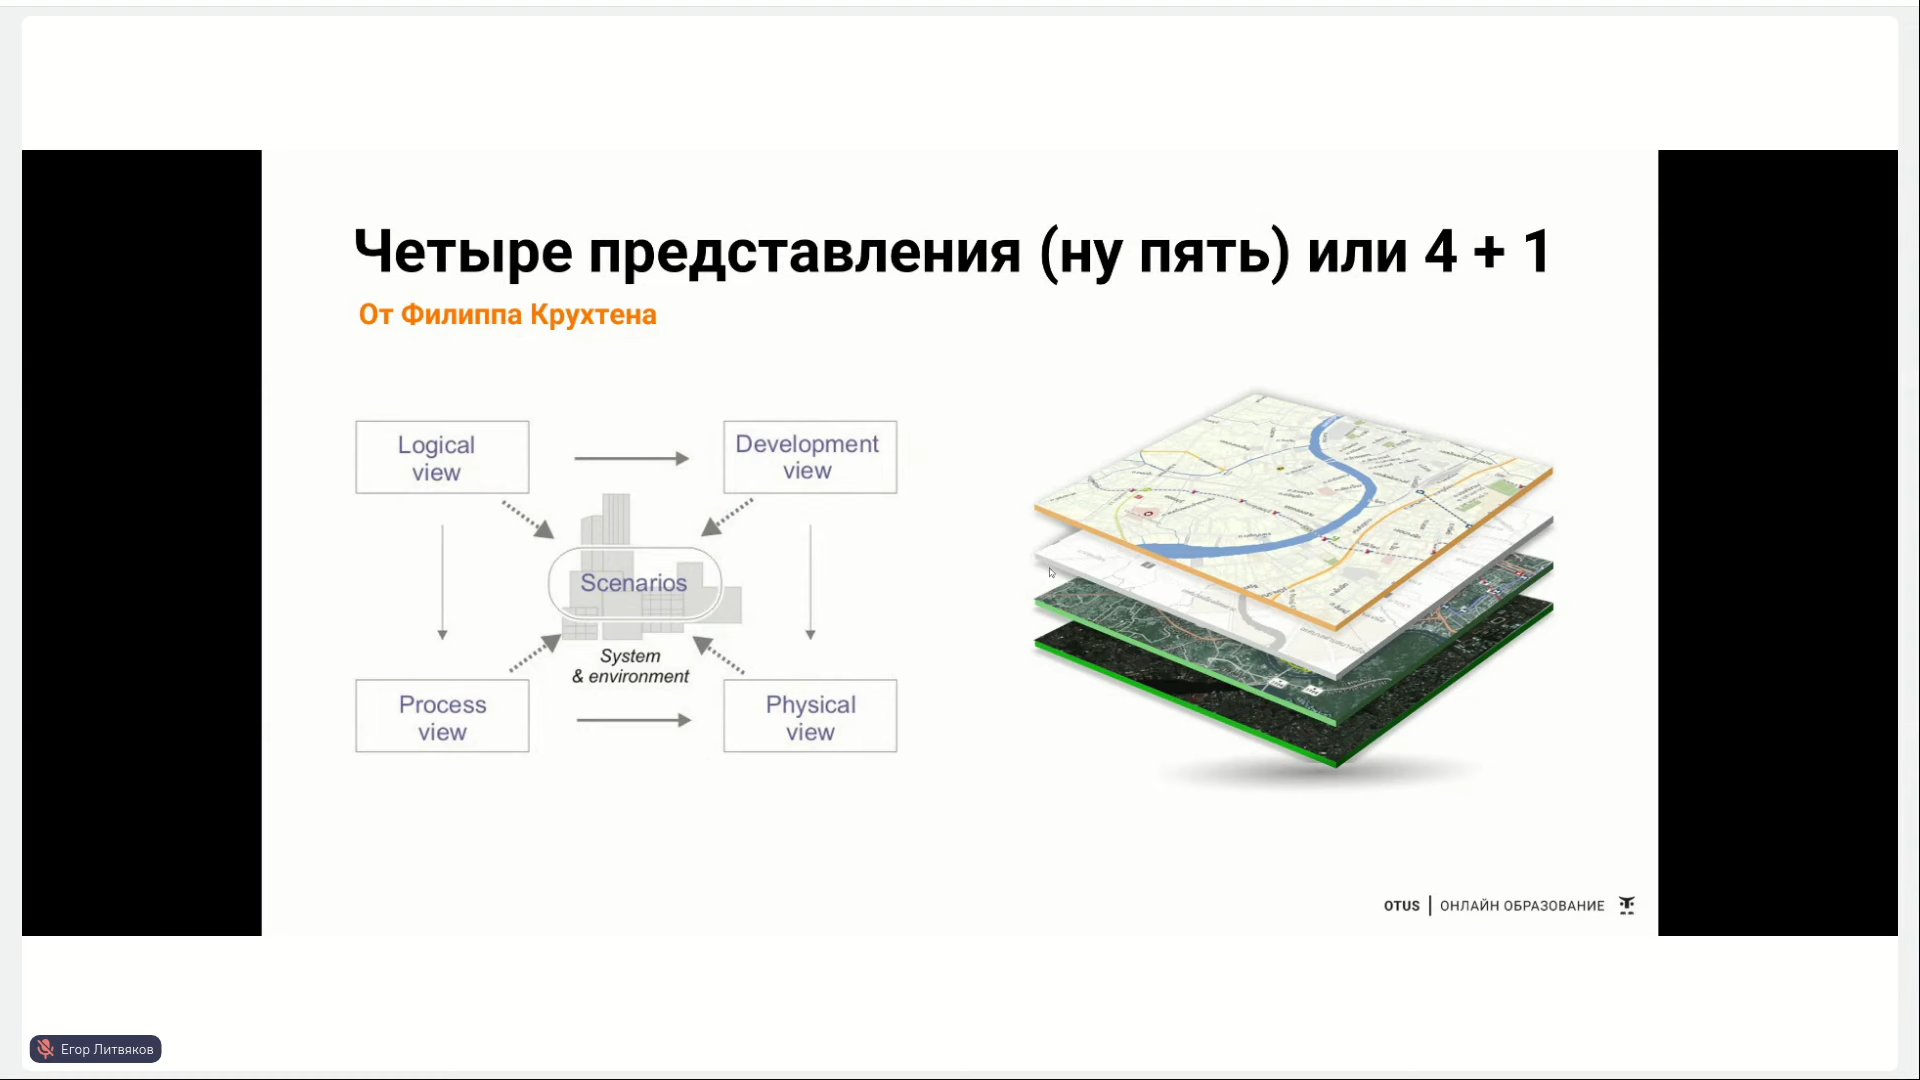 Четыре представления (ну пять) или 4 + 1
От Филиппа Крухтена
Logical
view
Development
view
Scenarios
System
& environment
Process
view
Physical
view
OTUS | ОНЛАЙН ОБРАЗОВАНИЕ
Егор Литвяков